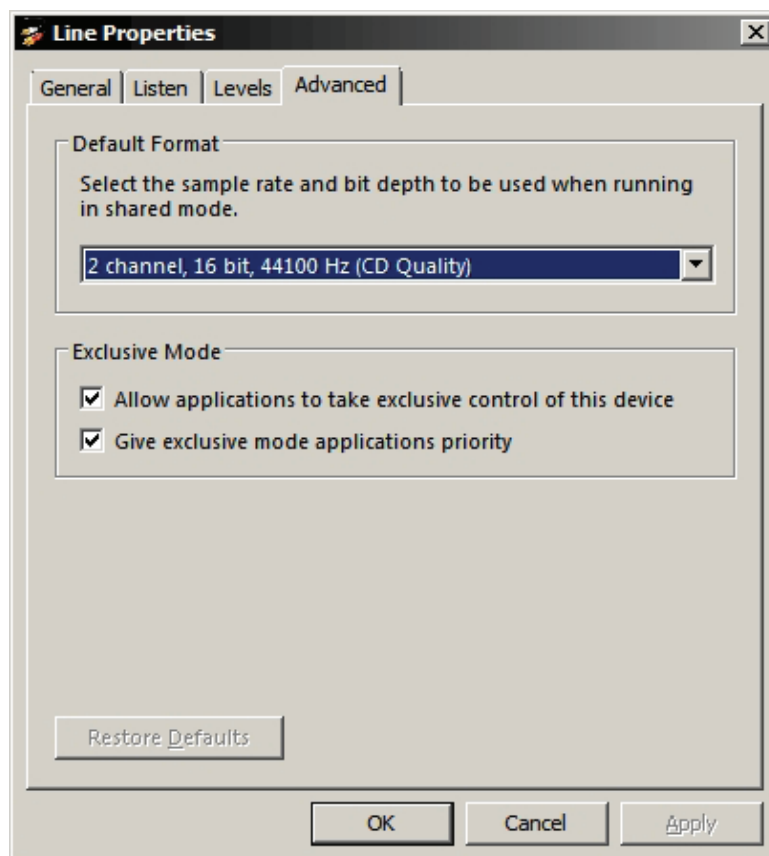 Line Properties
General
Listen
Levels
Advanced
Default Format
Select the sample rate and bit depth to be used when running
in shared mode.
2 channel, 16 bit, 44100 Hz (CD Quality)
Exclusive Mode
Allow applications to take exclusive control of this device
Give exclusive mode applications priority
Restore Defaults
OK
Cancel
Apply